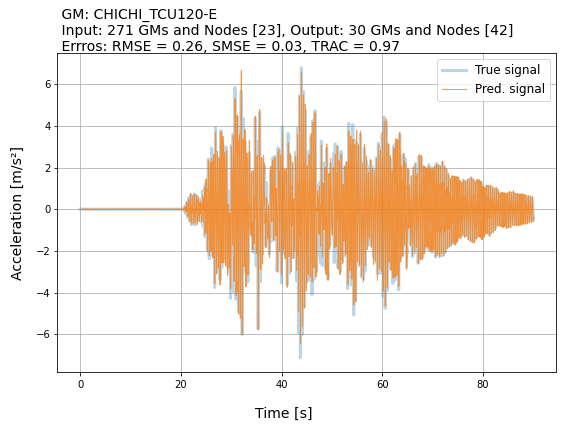 GM: CHICHI_TCU120-E
Input: 271 GMs and Nodes [23], Output: 30 GMs and Nodes [42]
Errros: RMSE = 0.26, SMSE = 0.03, TRAC = 0.97
True signal
Pred. signal
Acceleration [m/s²]
6
4
2
0
−2
−4
−6
0
20
40
60
80
Time [s]